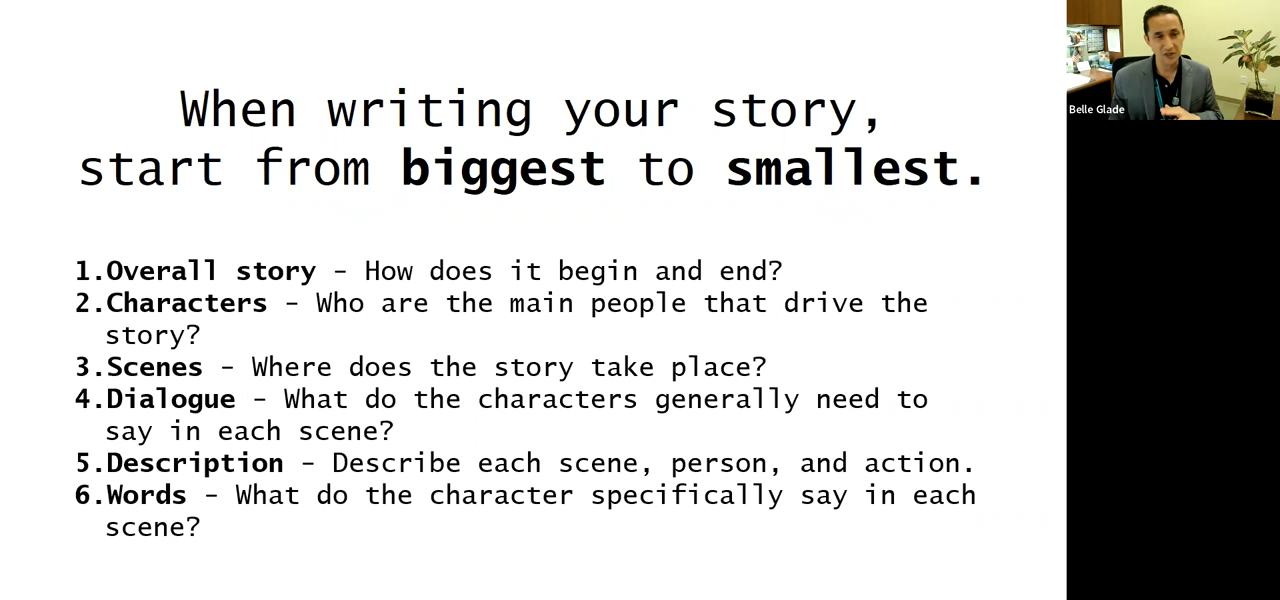 When writing your story,
start from biggest to smallest.
1.Overall story – How does it begin and end?
2.Characters – Who are the main people that drive the
story?
3.Scenes – Where does the story take place?
4.Dialogue – What do the characters generally need to
say in each scene?
5.Description – Describe each scene, person, and action.
6.Words – What do the character specifically say in each
scene?
Belle Glade